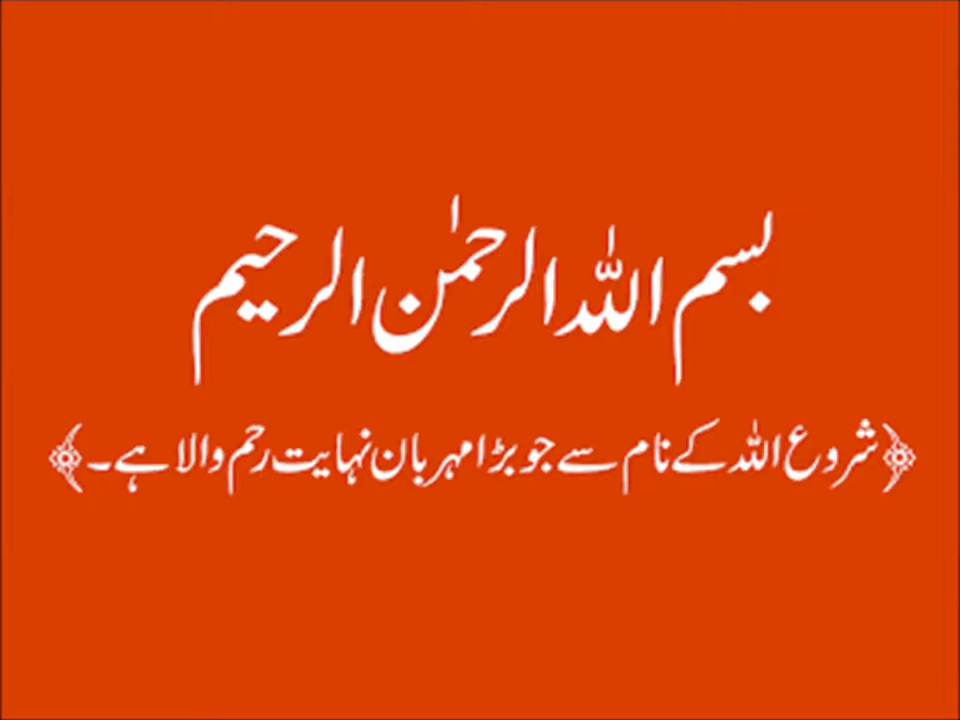 بسم اللہ الرحمٰن الرحیم
﴿شروع اللہ کے نام سے جو بڑا مہربان نہایت رحم والا ہے۔﴾